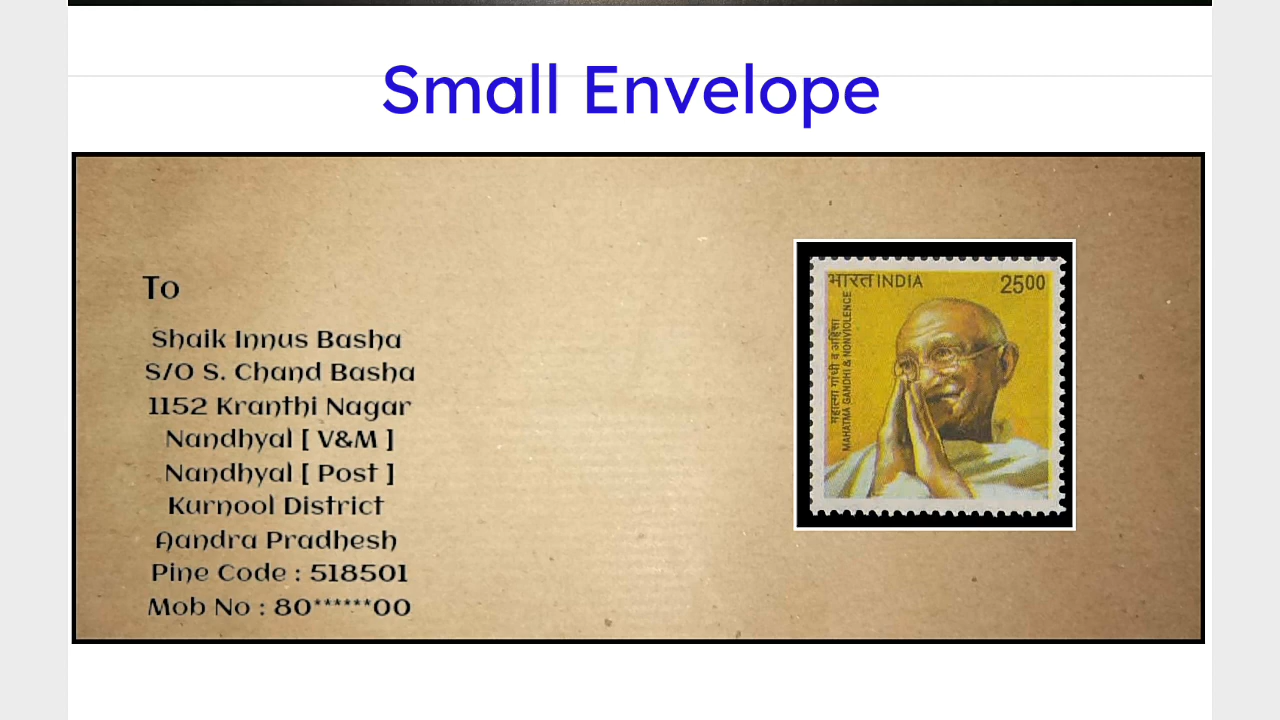 Small Envelope
To
Shaik Innus Basha
S/O S. Chand Basha
1152 Kranthi Nagar
Nandhyal [ V&M ]
Nandhyal [ Post ]
Kurnool District
Aandra Pradhesh
Pine Code : 518501
Mob No : 80******00
भारत INDIA 2500
महात्मा गांधी व अहिंसा
MAHATMA GANDHI & NONVIOLENCE